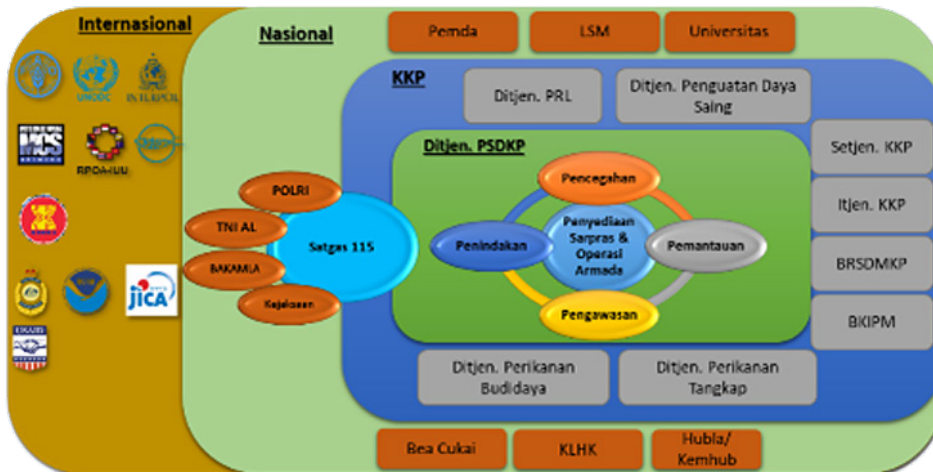 Internasional
Nasional
Pemda
LSM
Universitas
UNODC
INTERPOL
MCS
RPOA-IUU
jICA
USAID
KKP
Ditjen. PRL
Ditjen. Penguatan Daya
Saing
Setjen. KKP
Itjen. KKP
BRSDMKP
BKIPM
Ditjen. PSDKP
Pencegahan
Penindakan
Penyediaan
Sarpras &
Operasi
Armada
Pemantauan
Pengawasan
POLRI
TNI AL
BAKAMLA
Kejaksaan
Satgas 115
Ditjen. Perikanan
Budidaya
Ditjen. Perikanan
Tangkap
Bea Cukai
KLHK
Hubla/
Kemhub